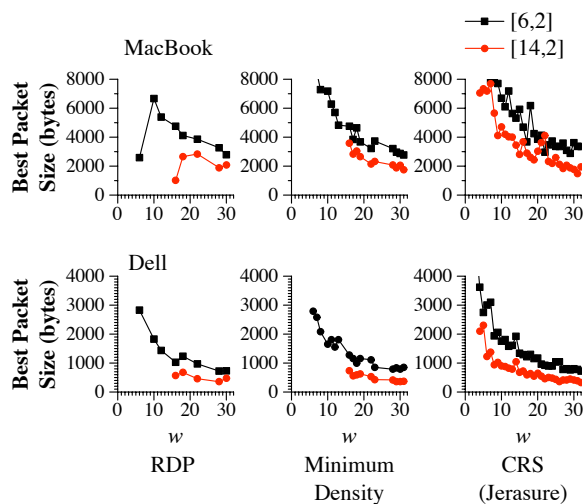 [6,2]
[14,2]
MacBook
Best Packet
Size (bytes)
8000
6000
4000
2000
0
0 10 20 30
8000
6000
4000
2000
0
0 10 20 30
8000
6000
4000
2000
0
0 10 20 30
Dell
Best Packet
Size (bytes)
4000
3000
2000
1000
0
0 10 20 30
4000
3000
2000
1000
0
0 10 20 30
4000
3000
2000
1000
0
0 10 20 30
w w w
RDP Minimum CRS
Density (Jerasure)